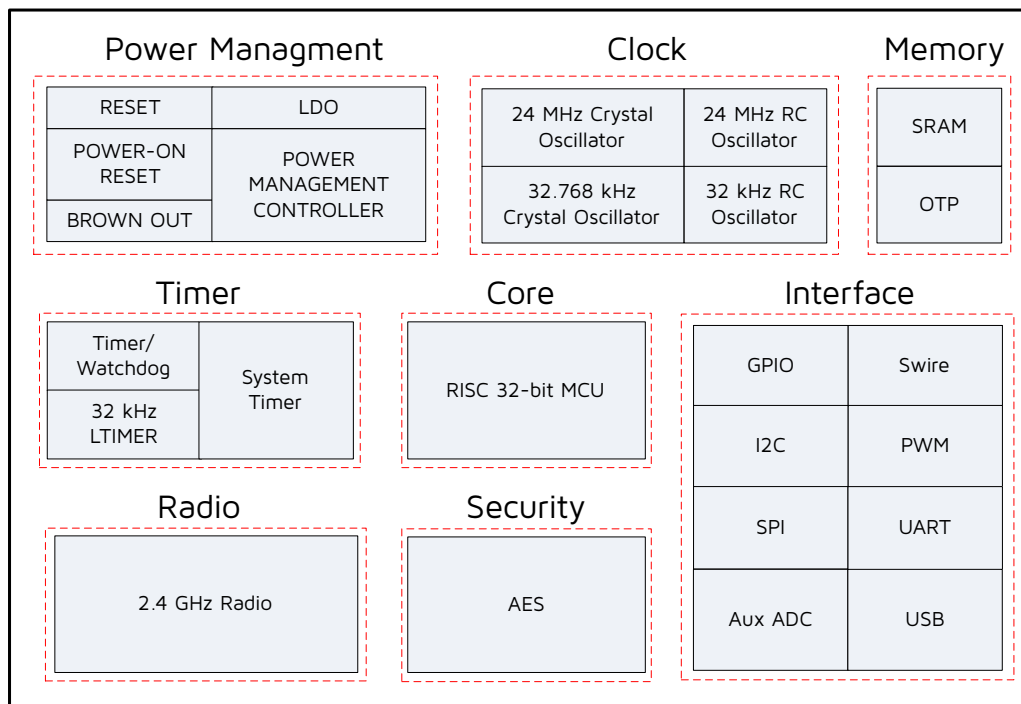 Power Managment
RESET
LDO
POWER-ON
RESET
POWER
MANAGEMENT
CONTROLLER
BROWN OUT
Clock
24 MHz Crystal
Oscillator
24 MHz RC
Oscillator
32.768 kHz
Crystal Oscillator
32 kHz RC
Oscillator
Memory
SRAM
OTP
Timer
Timer/
Watchdog
System
Timer
32 kHz
LTIMER
Core
RISC 32-bit MCU
Interface
GPIO
Swire
I2C
PWM
SPI
UART
Aux ADC
USB
Radio
2.4 GHz Radio
Security
AES